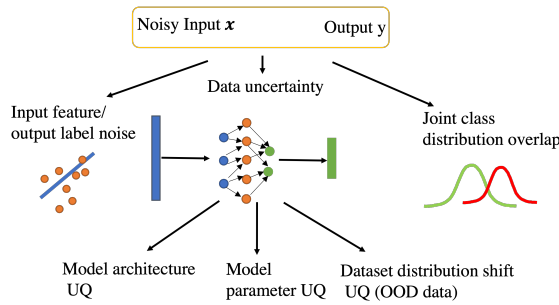 Noisy Input x Output y
Data uncertainty
Input feature/
output label noise
Joint class
distribution overlap
Model architecture
UQ
Model
parameter UQ
Dataset distribution shift
UQ (OOD data)